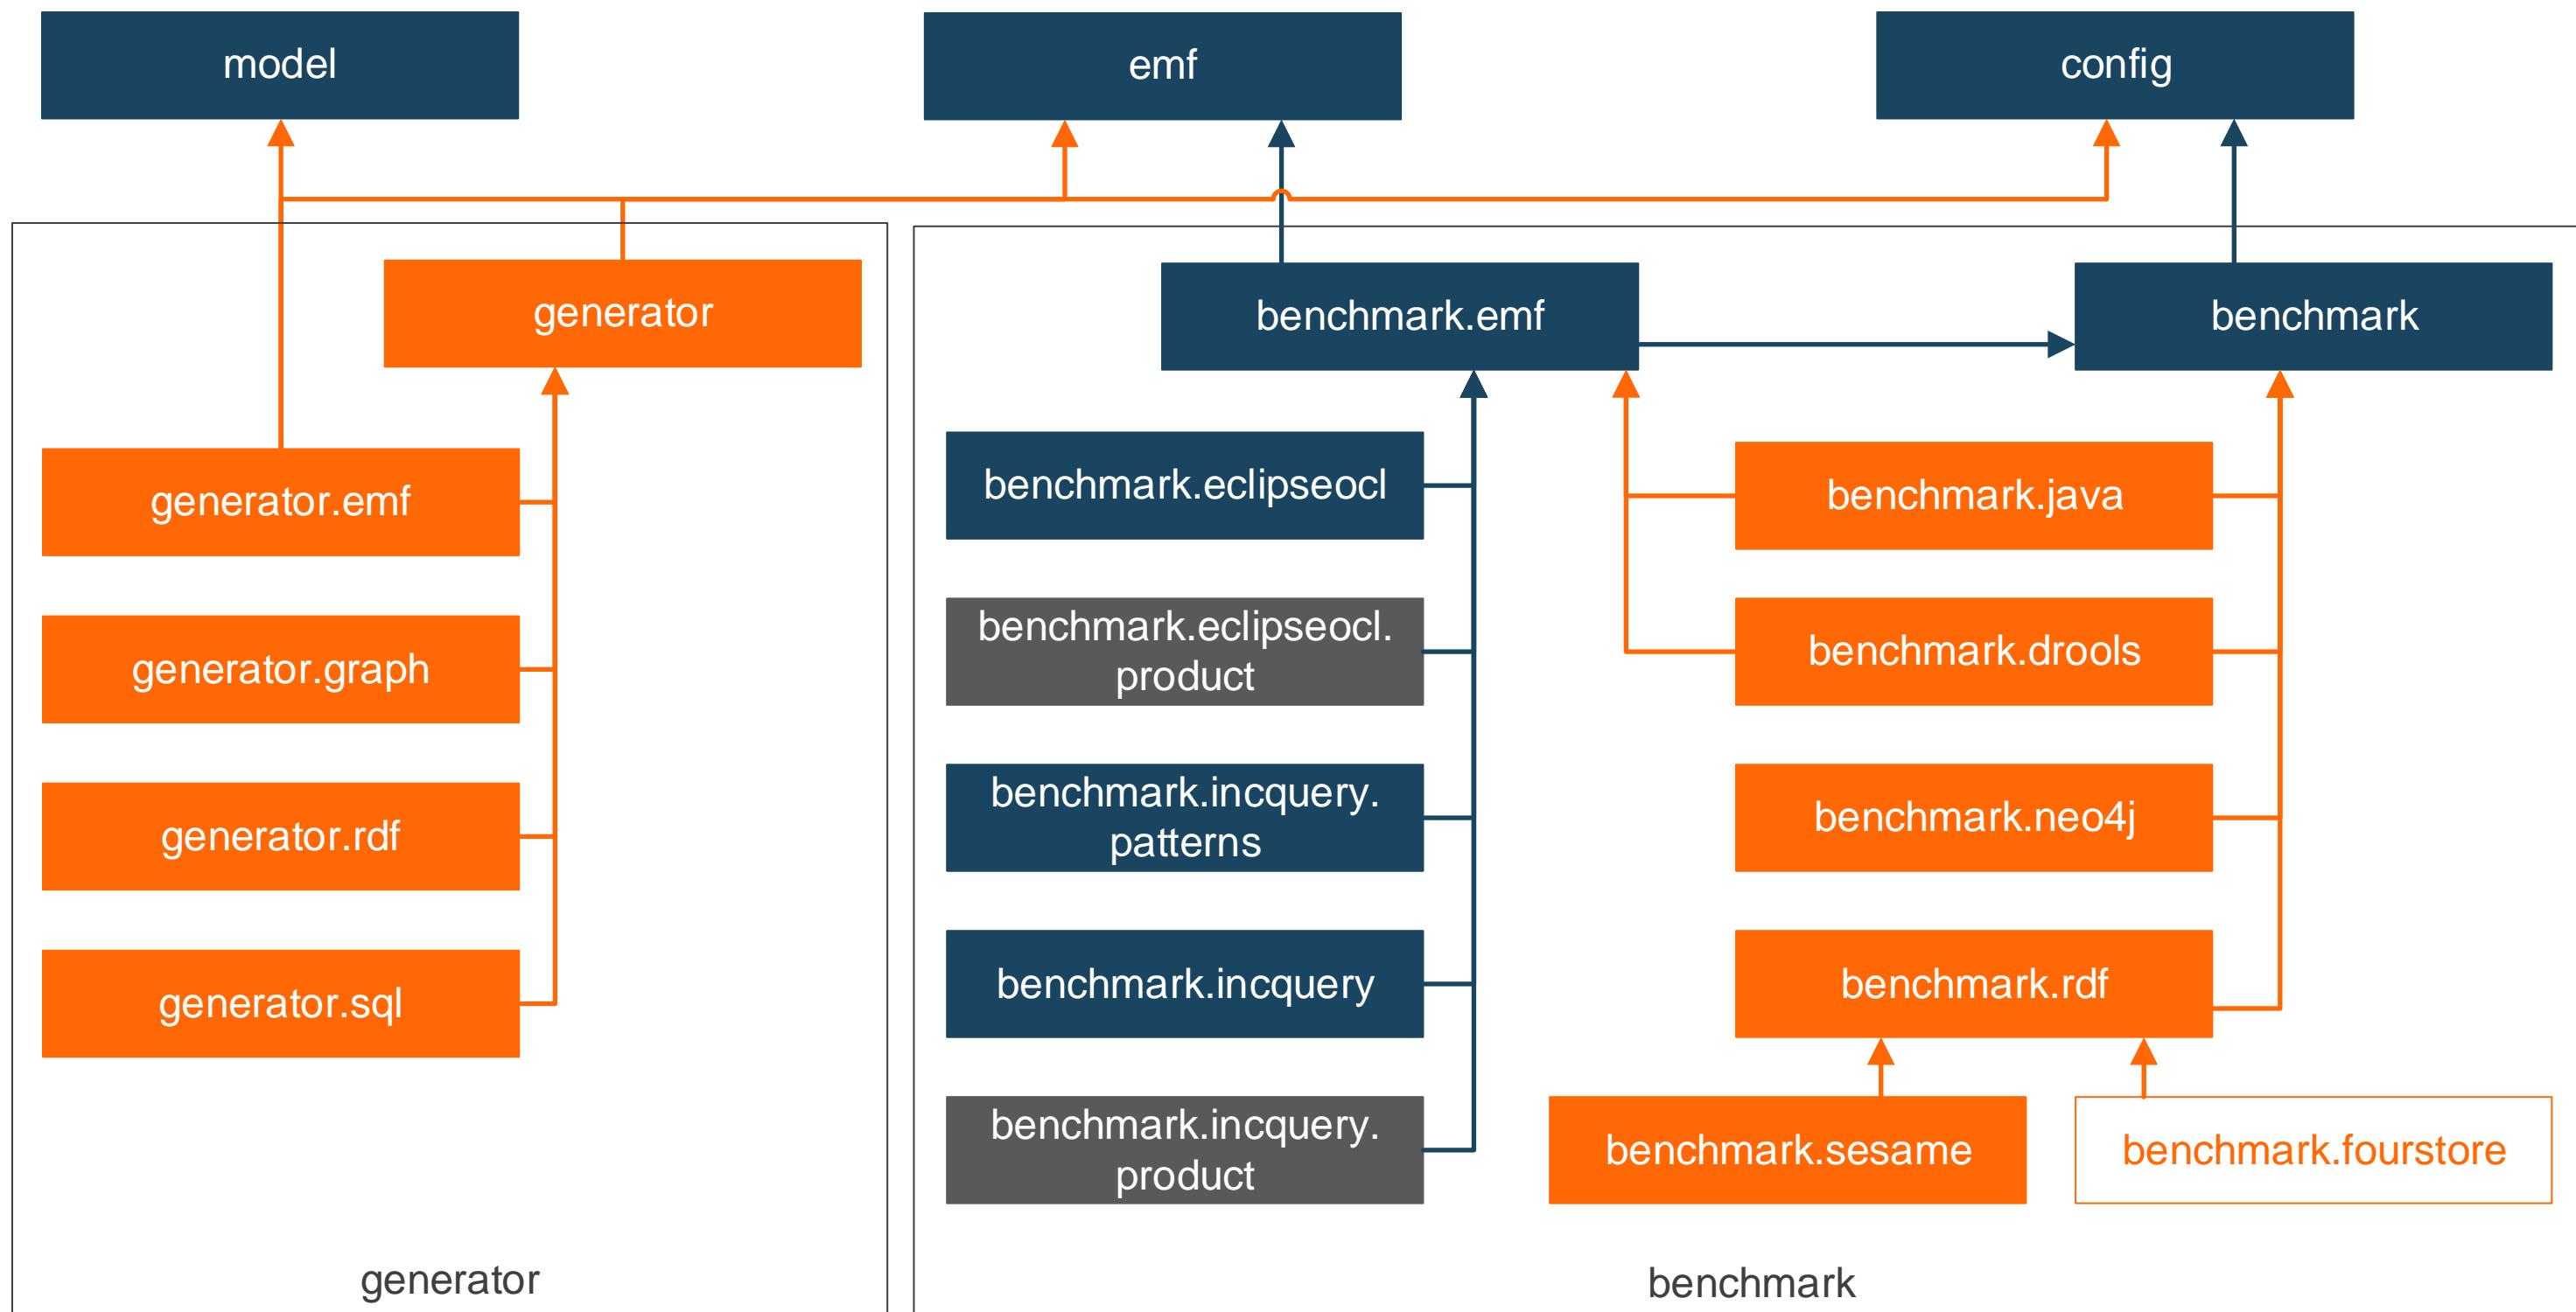 model
emf
config
generator
benchmark.emf
benchmark
generator.emf
generator.graph
generator.rdf
generator.sql
generator
benchmark.eclipseocl
benchmark.eclipseocl.
product
benchmark.incquery.
patterns
benchmark.incquery
benchmark.incquery.
product
benchmark.java
benchmark.drools
benchmark.neo4j
benchmark.rdf
benchmark.sesame
benchmark.fourstore
benchmark